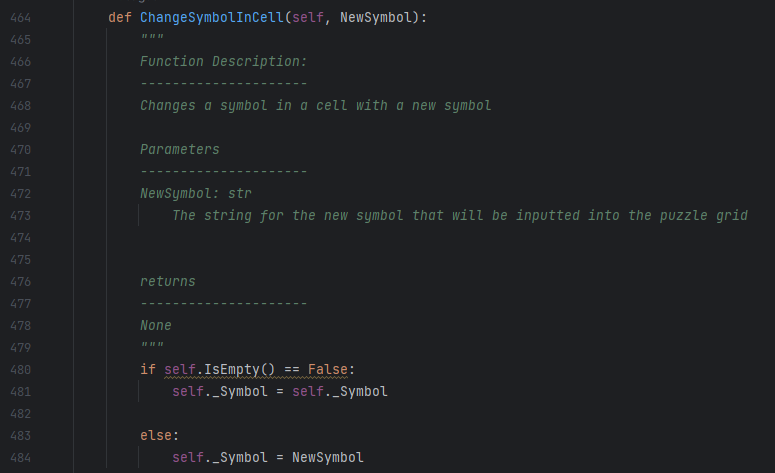 464 def ChangeSymbolInCell(self, NewSymbol):
465 """
466 Function Description:
467 ---------------------
468 Changes a symbol in a cell with a new symbol
469
470 Parameters
471 ---------------------
472 NewSymbol: str
473 The string for the new symbol that will be inputted into the puzzle grid
474
475
476 returns
477 ---------------------
478 None
479 """
480 if self.IsEmpty() == False:
481 self._Symbol = self._Symbol
482
483 else:
484 self._Symbol = NewSymbol